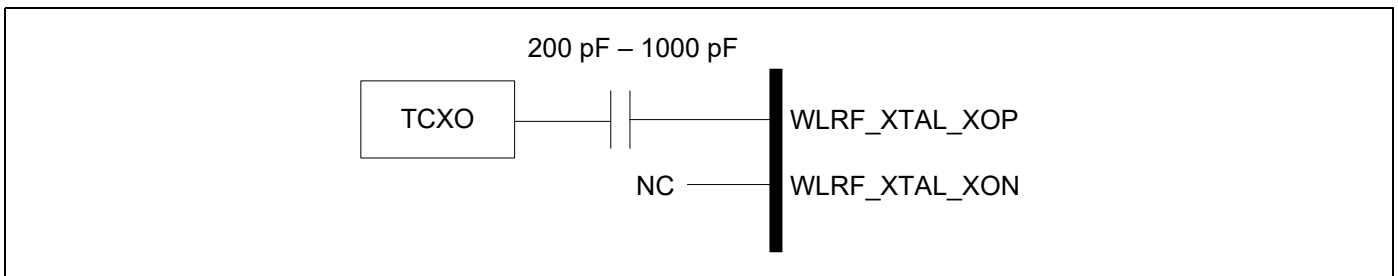 200 pF – 1000 pF
TCXO
WLRF_XTAL_XOP
NC
WLRF_XTAL_XON